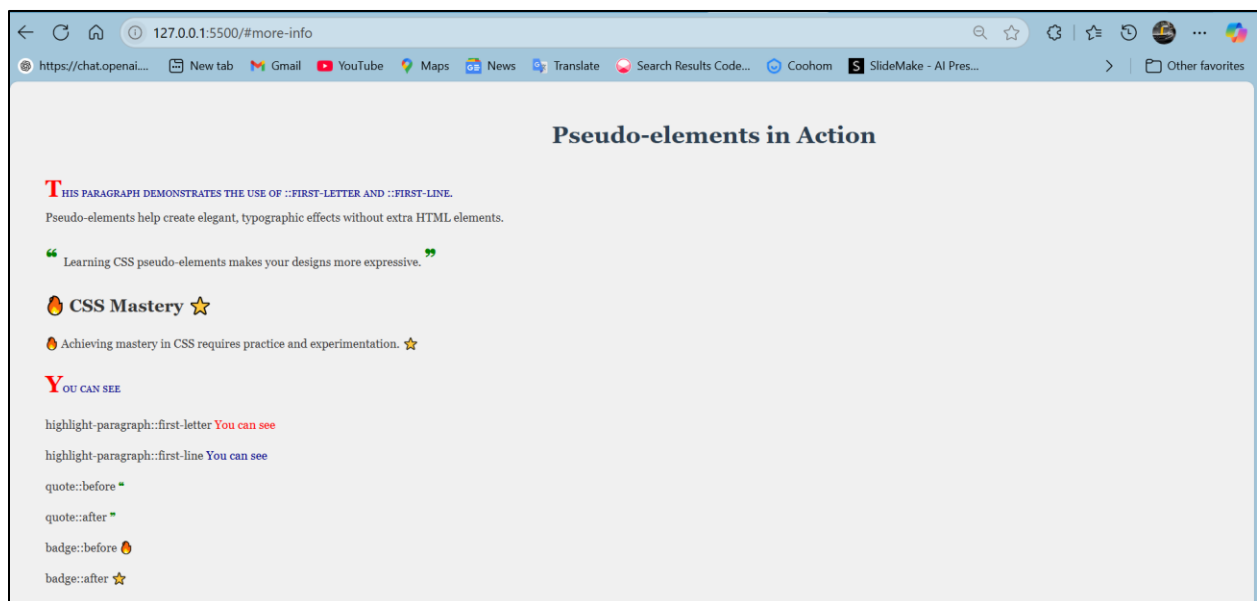 127.0.0.1:5500/#more-info
https://chat.openai.... New tab Gmail YouTube Maps GE News Translate Search Results Code... Coohom S SlideMake - AI Pres... Other favorites
Pseudo-elements in Action
THIS PARAGRAPH DEMONSTRATES THE USE OF ::FIRST-LETTER AND ::FIRST-LINE.
Pseudo-elements help create elegant, typographic effects without extra HTML elements.
❝ Learning CSS pseudo-elements makes your designs more expressive. ❞
🔥 CSS Mastery ⭐
🔥 Achieving mastery in CSS requires practice and experimentation. ⭐
YOU CAN SEE
highlight-paragraph::first-letter You can see
highlight-paragraph::first-line You can see
quote::before ❝
quote::after ❞
badge::before 🔥
badge::after ⭐